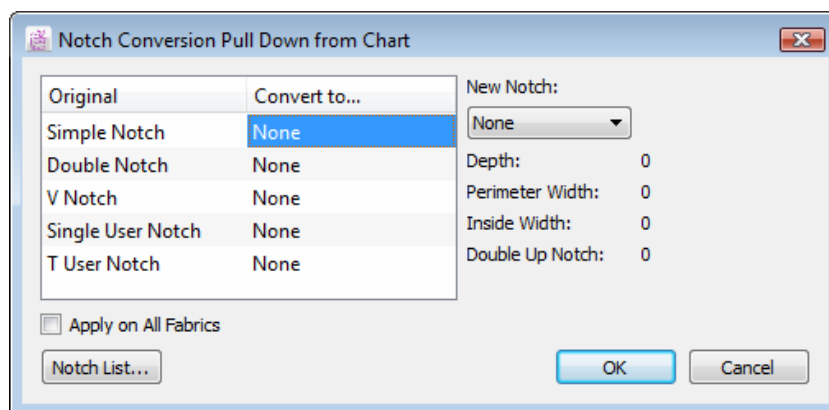 Notch Conversion Pull Down from Chart
Original Convert to...
Simple Notch None
Double Notch None
V Notch None
Single User Notch None
T User Notch None
New Notch:
None
Depth: 0
Perimeter Width: 0
Inside Width: 0
Double Up Notch: 0
Apply on All Fabrics
Notch List... OK Cancel